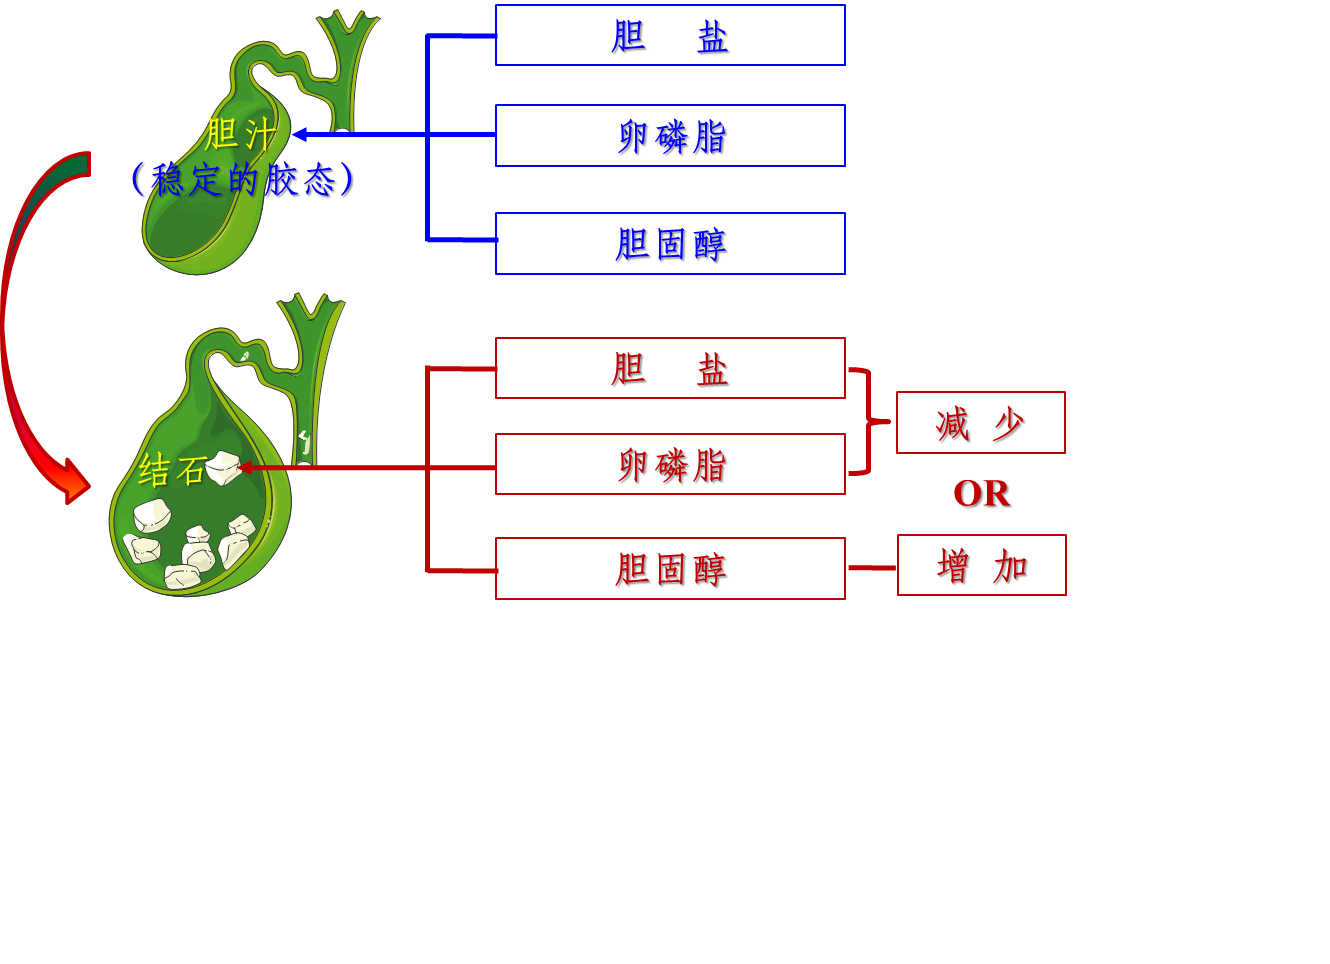 胆 盐
卵磷脂
胆汁
（稳定的胶态）
胆固醇
胆 盐
减 少
卵磷脂
结石
OR
胆固醇
增 加